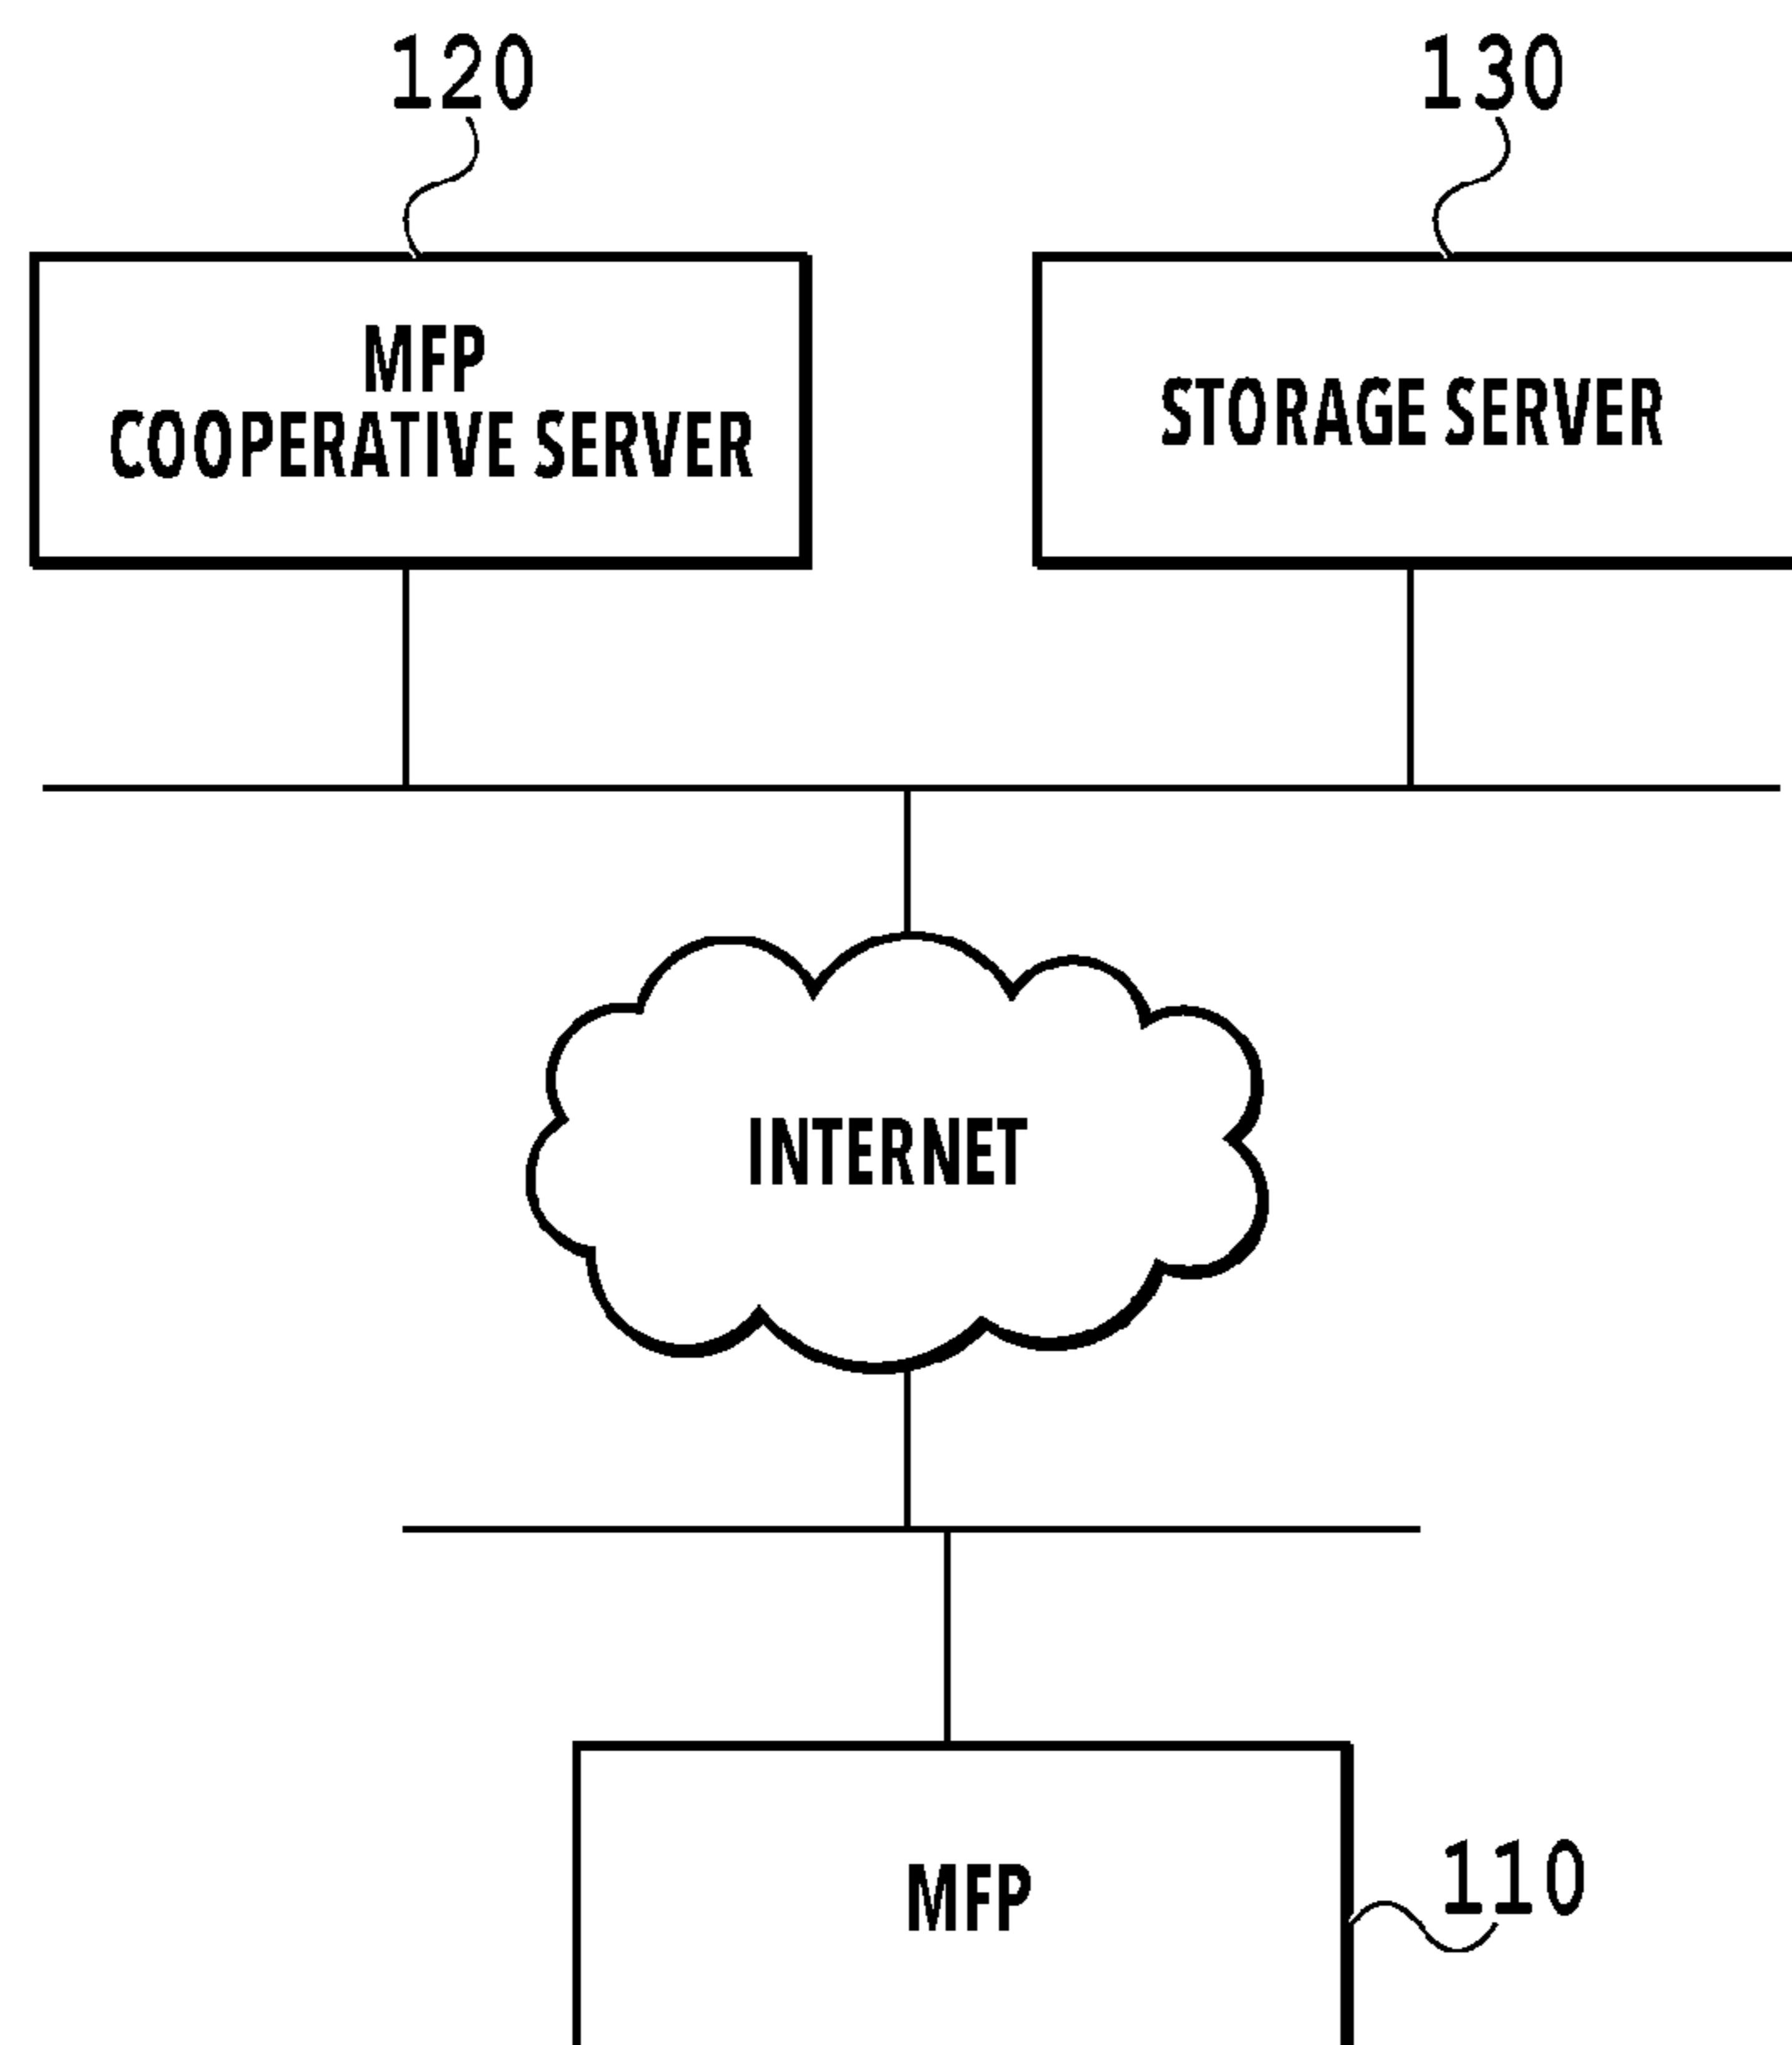 120
130
MFP
COOPERATIVE SERVER
STORAGE SERVER
INTERNET
MFP
110